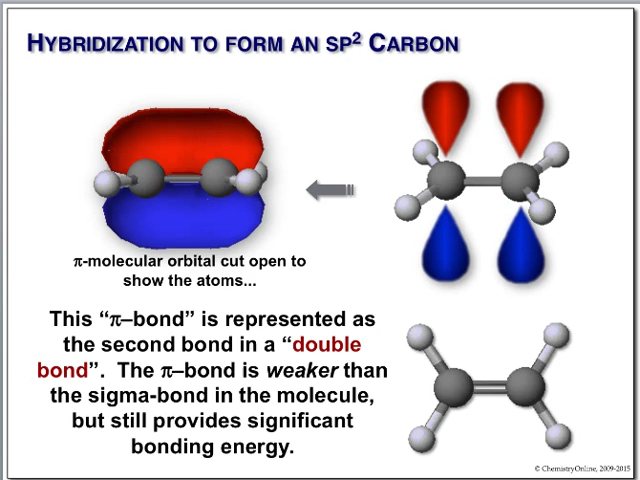 HYBRIDIZATION TO FORM AN SP² CARBON
π-molecular orbital cut open to
show the atoms...
This “π–bond” is represented as
the second bond in a “double
bond”. The π–bond is weaker than
the sigma-bond in the molecule,
but still provides significant
bonding energy.
© ChemistryOnline, 2009-2015